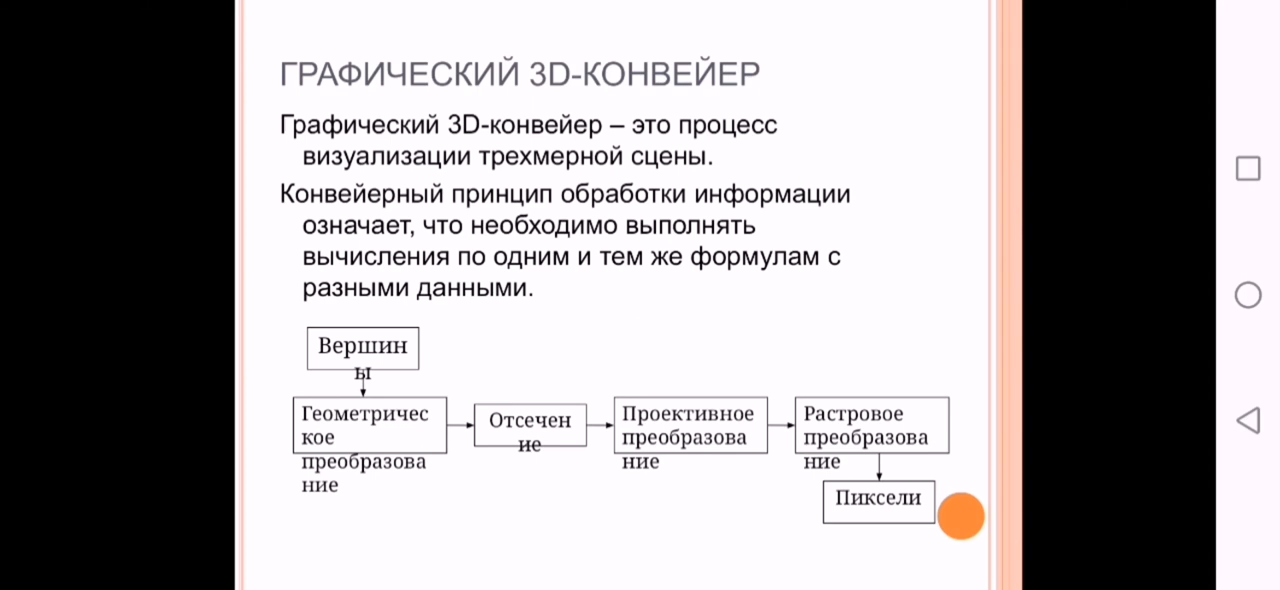 ГРАФИЧЕСКИЙ 3D-КОНВЕЙЕР
Графический 3D-конвейер – это процесс
визуализации трехмерной сцены.
Конвейерный принцип обработки информации
означает, что необходимо выполнять
вычисления по одним и тем же формулам с
разными данными.
Вершин
ы
Геометричес
кое
преобразова
ние
Отсечен
ие
Проективное
преобразова
ние
Растровое
преобразова
ние
Пиксели